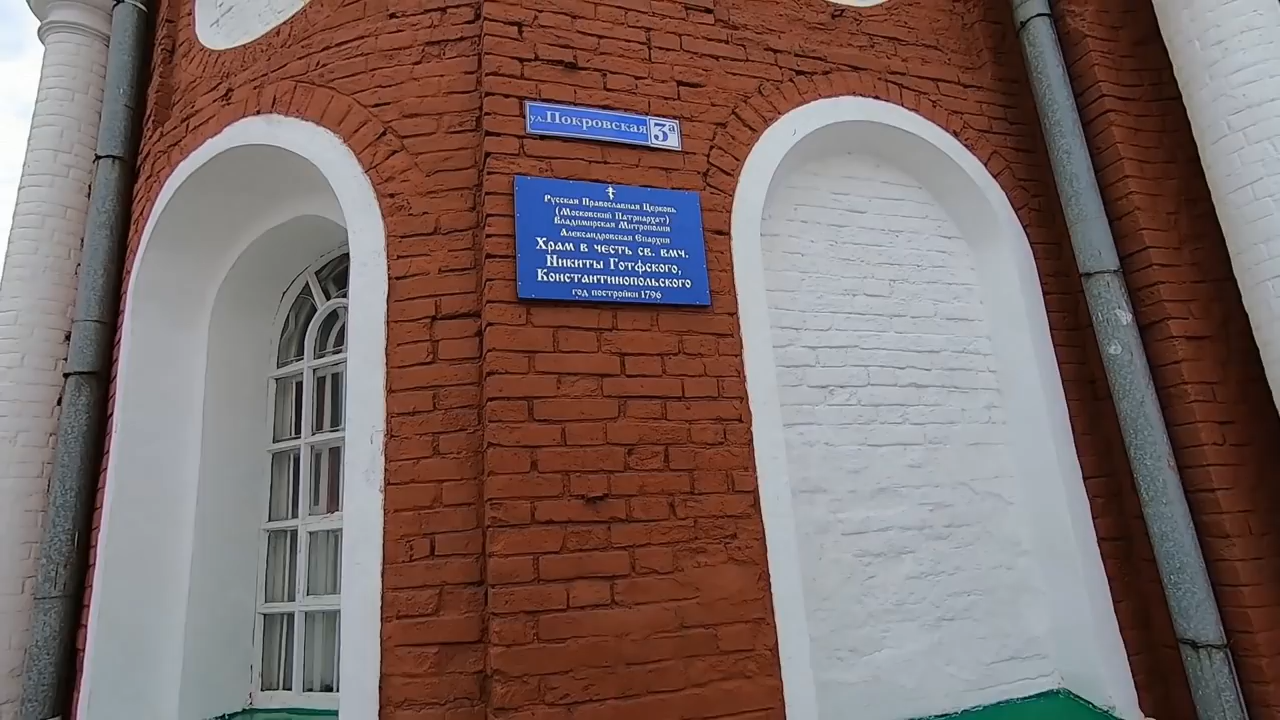 ул.Покровская 3а
Русская Православная Церковь
(Московский Патриархат)
Владимирская Митрополия
Александровская Епархия
Храм в честь св. вмч.
Никиты Готфского,
Константинопольского
год постройки 1796